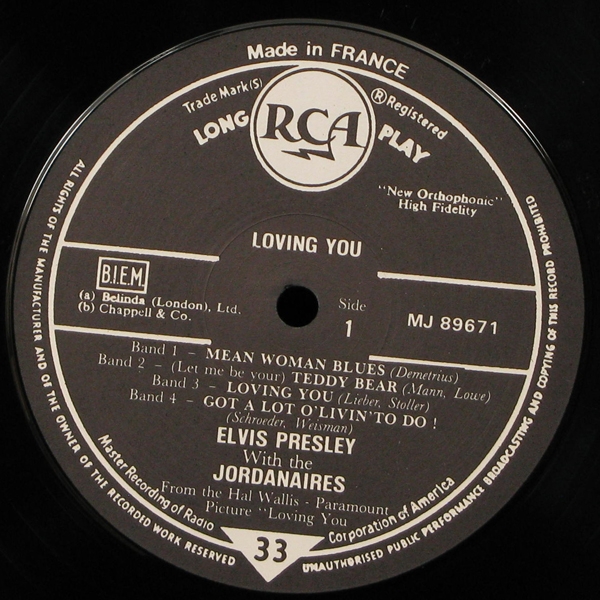 Made in FRANCE
Trade Mark(S)
RCA
®Registered
LONG PLAY
"New Orthophonic"
High Fidelity
LOVING YOU
B.I.E.M.
(a) Belinda (London), Ltd.
(b) Chappell & Co.
Side
1
MJ 89671
Band 1 - MEAN WOMAN BLUES (Demetrius)
Band 2 - (Let me be your) TEDDY BEAR (Mann, Lowe)
Band 3 - LOVING YOU (Lieber, Stoller)
Band 4 - GOT A LOT O'LIVIN'TO DO !
(Schroeder, Weisman)
ELVIS PRESLEY
With the
JORDANAIRES
From the Hal Wallis - Paramount
Picture "Loving You
Master Recording of Radio Corporation of America
33
ALL RIGHTS OF THE MANUFACTURER AND OF THE OWNER OF THE RECORDED WORK RESERVED
UNAUTHORISED PUBLIC PERFORMANCE BROADCASTING AND COPYING OF THIS RECORD PROHIBITED